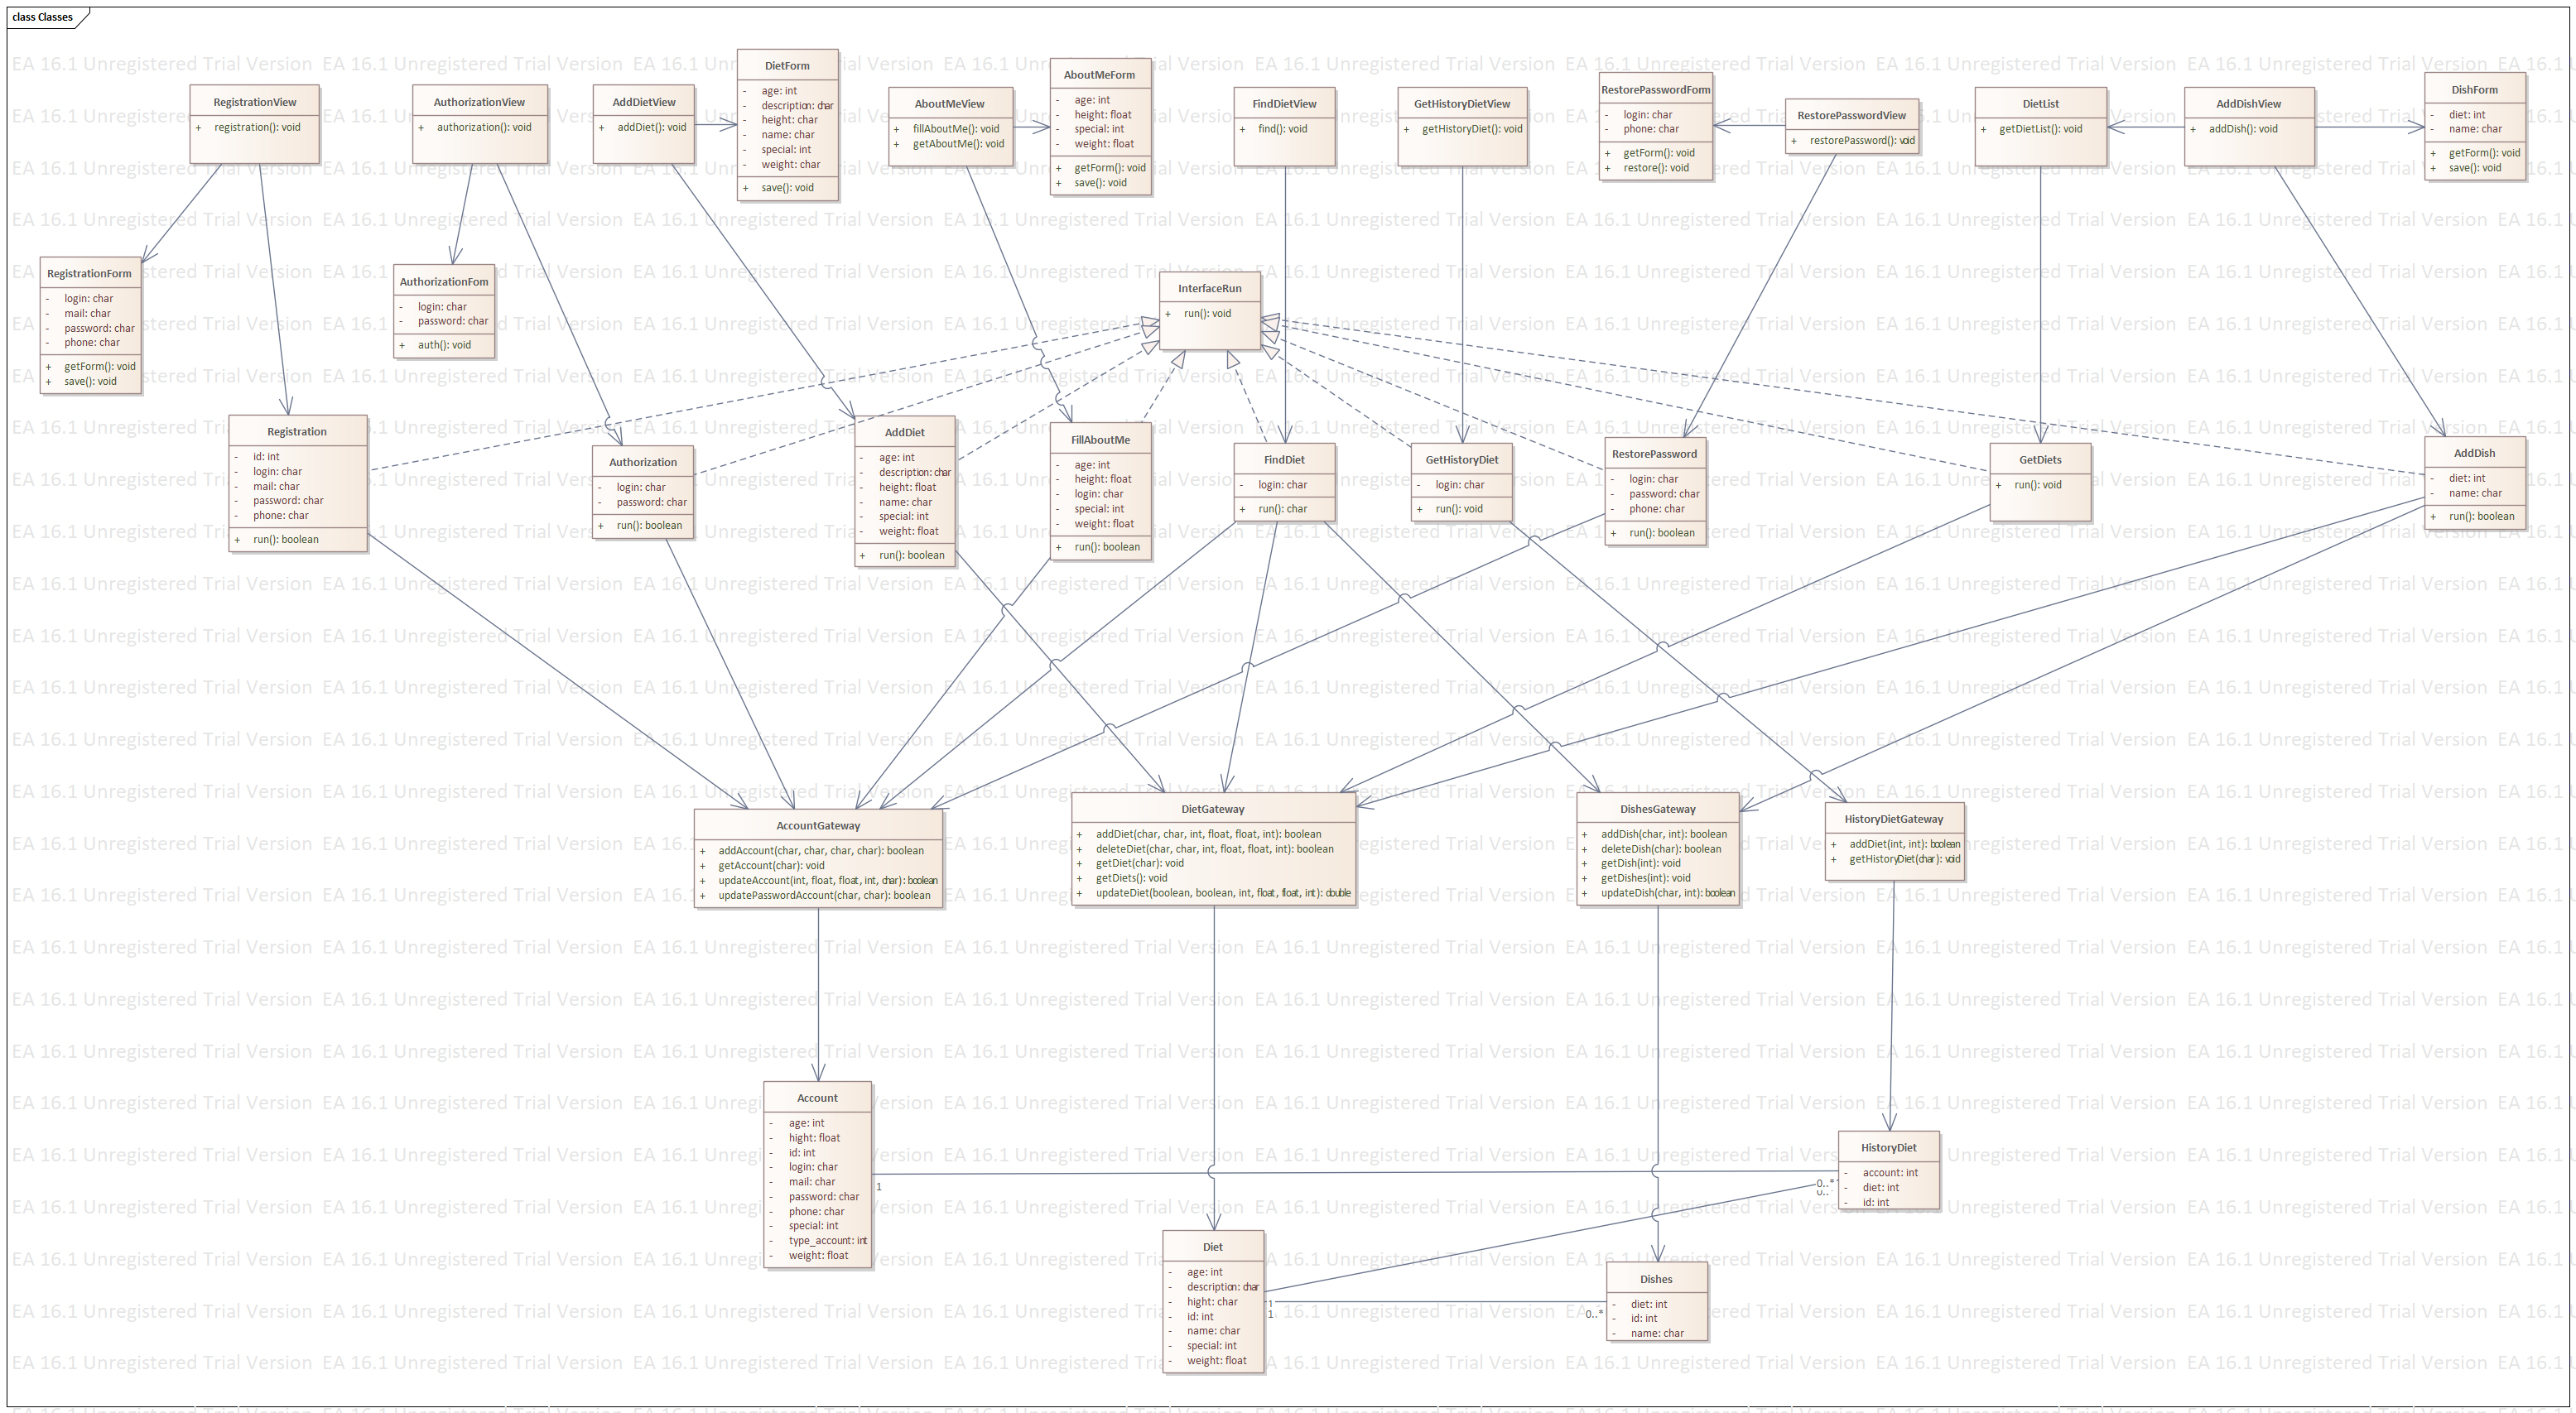 class Classes
RegistrationView
+ registration(): void
AuthorizationView
+ authorization(): void
AddDietView
+ addDiet(): void
DietForm
- age: int
- description: char
- height: char
- name: char
- special: int
- weight: char
+ save(): void
AboutMeView
+ fillAboutMe(): void
+ getAboutMe(): void
AboutMeForm
- age: int
- height: float
- special: int
- weight: float
+ getForm(): void
+ save(): void
FindDietView
+ find(): void
GetHistoryDietView
+ getHistoryDiet(): void
RestorePasswordForm
- login: char
- phone: char
+ getForm(): void
+ restore(): void
RestorePasswordView
+ restorePassword(): void
DietList
+ getDietList(): void
AddDishView
+ addDish(): void
DishForm
- diet: int
- name: char
+ getForm(): void
+ save(): void
RegistrationForm
- login: char
- mail: char
- password: char
- phone: char
+ getForm(): void
+ save(): void
AuthorizationFom
- login: char
- password: char
+ auth(): void
InterfaceRun
+ run(): void
Registration
- id: int
- login: char
- mail: char
- password: char
- phone: char
+ run(): boolean
Authorization
- login: char
- password: char
+ run(): boolean
AddDiet
- age: int
- description: char
- height: float
- name: char
- special: int
- weight: float
+ run(): boolean
FillAboutMe
- age: int
- height: float
- login: char
- special: int
- weight: float
+ run(): boolean
FindDiet
- login: char
+ run(): char
GetHistoryDiet
- login: char
+ run(): void
RestorePassword
- login: char
- password: char
- phone: char
+ run(): boolean
GetDiets
+ run(): void
AddDish
- diet: int
- name: char
+ run(): boolean
AccountGateway
+ addAccount(char, char, char, char): boolean
+ getAccount(char): void
+ updateAccount(int, float, float, int, char): boolean
+ updatePasswordAccount(char, char): boolean
DietGateway
+ addDiet(char, char, int, float, float, int): boolean
+ deleteDiet(char, char, int, float, float, int): boolean
+ getDiet(char): void
+ getDiets(): void
+ updateDiet(boolean, boolean, int, float, float, int): double
DishesGateway
+ addDish(char, int): boolean
+ deleteDish(char): boolean
+ getDish(int): void
+ getDishes(int): void
+ updateDish(char, int): boolean
HistoryDietGateway
+ addDiet(int, int): boolean
+ getHistoryDiet(char): void
Account
- age: int
- hight: float
- id: int
- login: char
- mail: char
- password: char
- phone: char
- special: int
- type_account: int
- weight: float
1
HistoryDiet
- account: int
- diet: int
- id: int
0..*
0..*
Diet
- age: int
- description: char
- hight: char
- id: int
- name: char
- special: int
- weight: float
1
1
0..*
Dishes
- diet: int
- id: int
- name: char
EA 16.1 Unregistered Trial Version